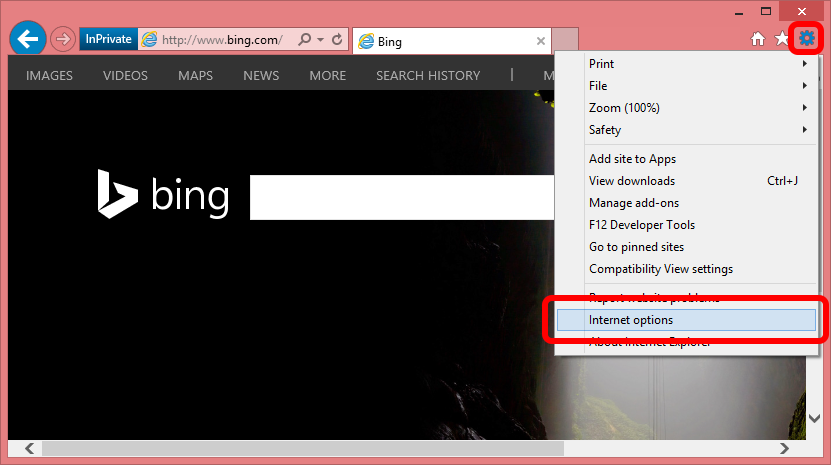 InPrivate
http://www.bing.com/
Bing
IMAGES VIDEOS MAPS NEWS MORE SEARCH HISTORY | M
bing
Print
File
Zoom (100%)
Safety
Add site to Apps
View downloads Ctrl+J
Manage add-ons
F12 Developer Tools
Go to pinned sites
Compatibility View settings
Report website problems
Internet options
About Internet Explorer